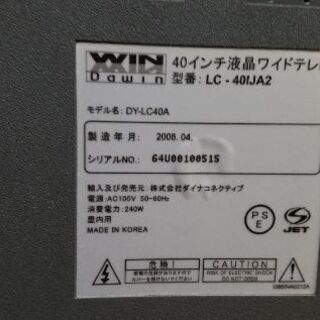 WIN
Dawin
40インチ液晶ワイドテレ
型番: LC - 40IJA2
モデル名: DY-LC40A
製造年月: 2006. 04.
シリアルNO.: 64U00100515
輸入及び発売元 株式会社ダイナコネクティブ
電源: AC100V 50~60Hz
消費電力: 240W
屋内用
MADE IN KOREA
PS
E
S
JET
危険!
CAUTION
RISK OF ELECTRIC SHOCK
DO NOT OPEN